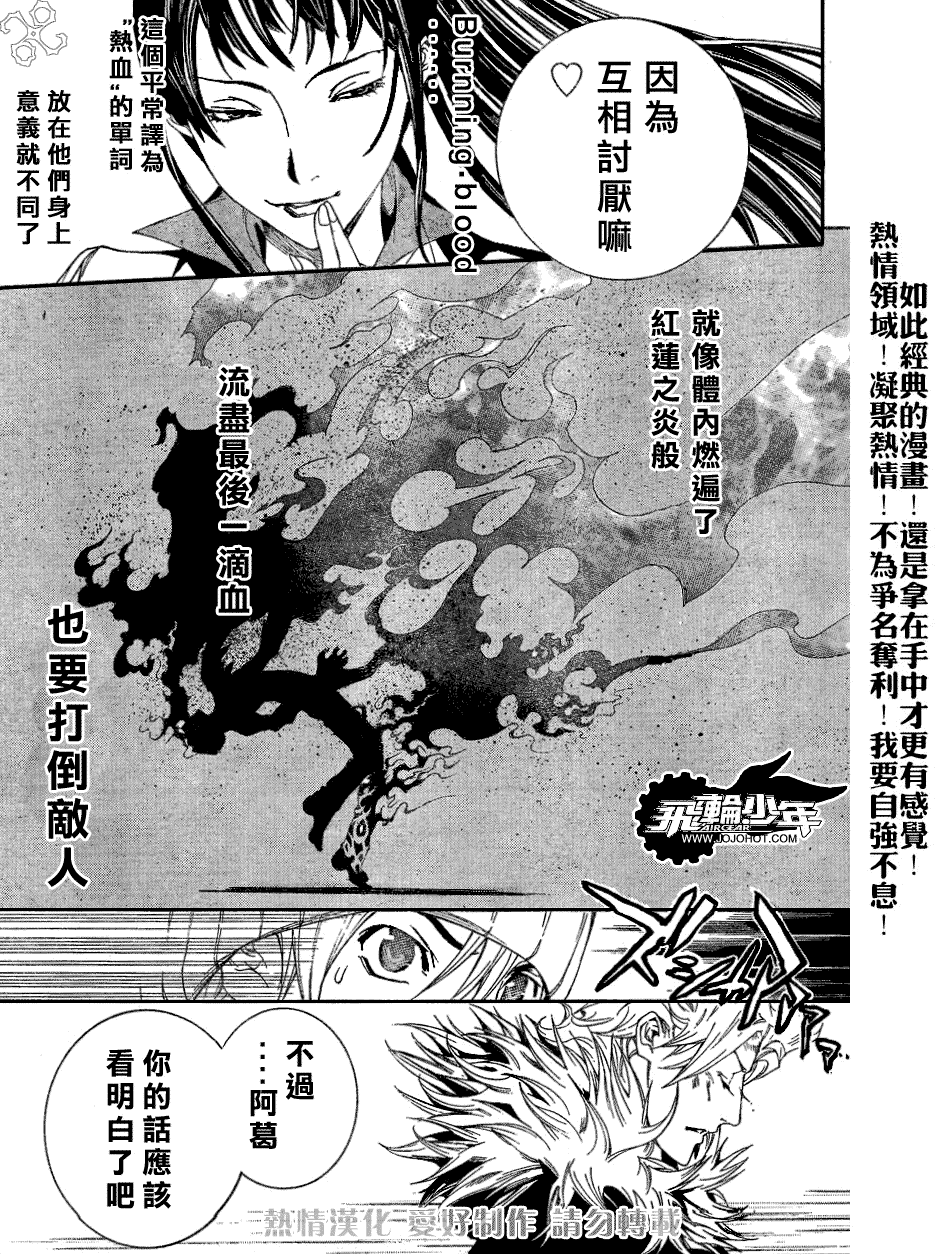 因為
互相討厭嘛
♡
Burnning·blood
......
這個平常譯為
"熱血"的單詞
放在他們身上
意義就不同了
就像體內燃遍了
紅蓮之炎般
流盡最後一滴血
也要打倒敵人
飛輪少年
AIRGEAR
WWW.JOJOHOT.COM
不過
....阿葛
你的話應該
看明白了吧
如此經典的漫畫！還是拿在手中才更有感覺！
熱情領域！凝聚熱情！不為爭名奪利！我要自強不息！
熱情漢化 愛好制作 請勿轉載